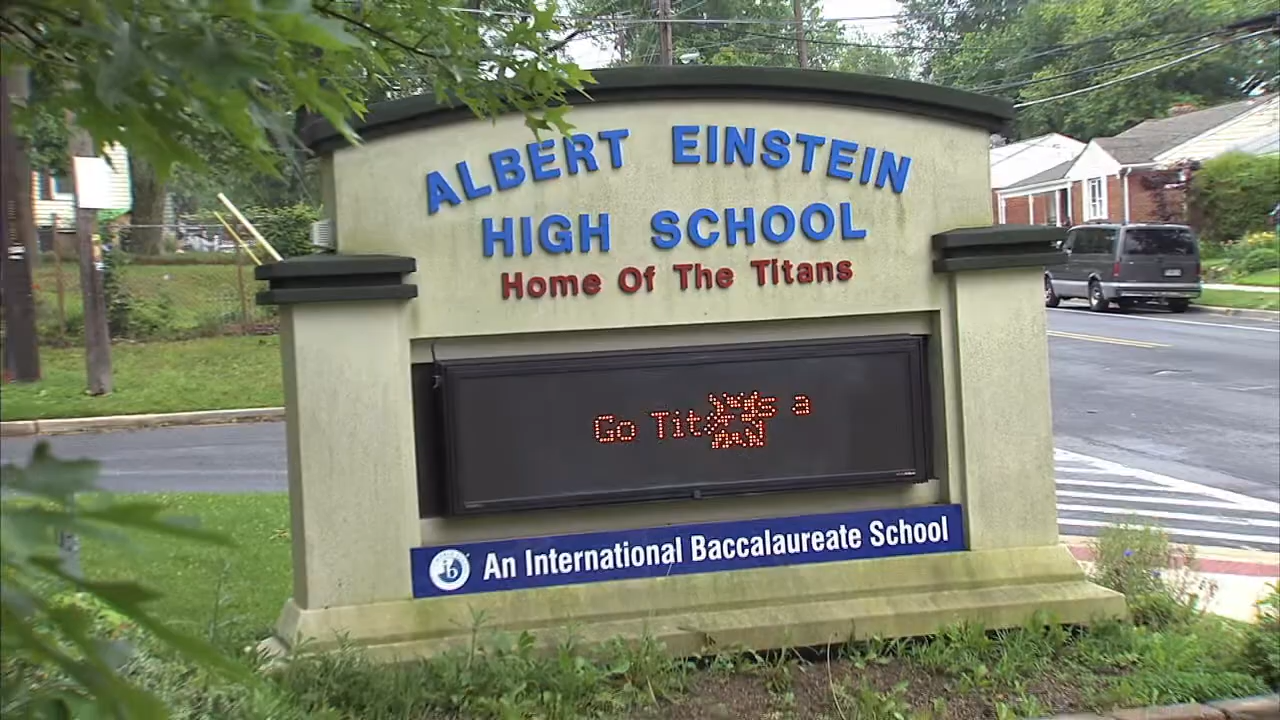 ALBERT EINSTEIN
HIGH SCHOOL
Home Of The Titans
Go
An International Baccalaureate School